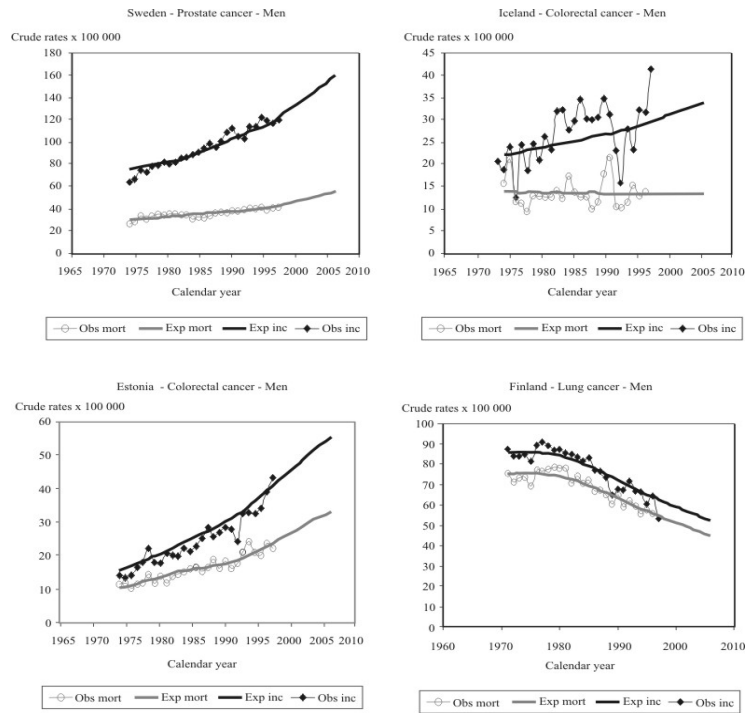 Sweden - Prostate cancer - Men
Crude rates x 100 000
180
160
140
120
100
80
60
40
20
0
1965 1970 1975 1980 1985 1990 1995 2000 2005 2010
Calendar year
Obs mort Exp mort Exp inc Obs inc
Iceland - Colorectal cancer - Men
Crude rates x 100 000
45
40
35
30
25
20
15
10
5
0
1965 1970 1975 1980 1985 1990 1995 2000 2005 2010
Calendar year
Obs mort Exp mort Exp inc Obs inc
Estonia - Colorectal cancer - Men
Crude rates x 100 000
60
50
40
30
20
10
0
1965 1970 1975 1980 1985 1990 1995 2000 2005 2010
Calendar year
Obs mort Exp mort Exp inc Obs inc
Finland - Lung cancer - Men
Crude rates x 100 000
100
90
80
70
60
50
40
30
20
10
0
1960 1970 1980 1990 2000 2010
Calendar year
Obs mort Exp mort Exp inc Obs inc